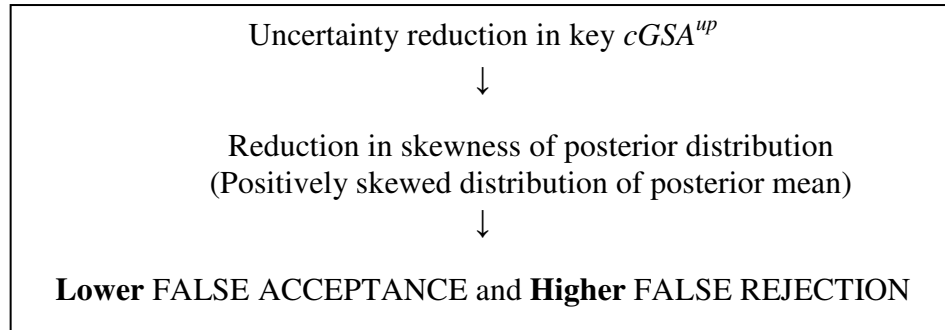 Uncertainty reduction in key cGSA^up
↓
Reduction in skewness of posterior distribution
(Positively skewed distribution of posterior mean)
↓
Lower FALSE ACCEPTANCE and Higher FALSE REJECTION